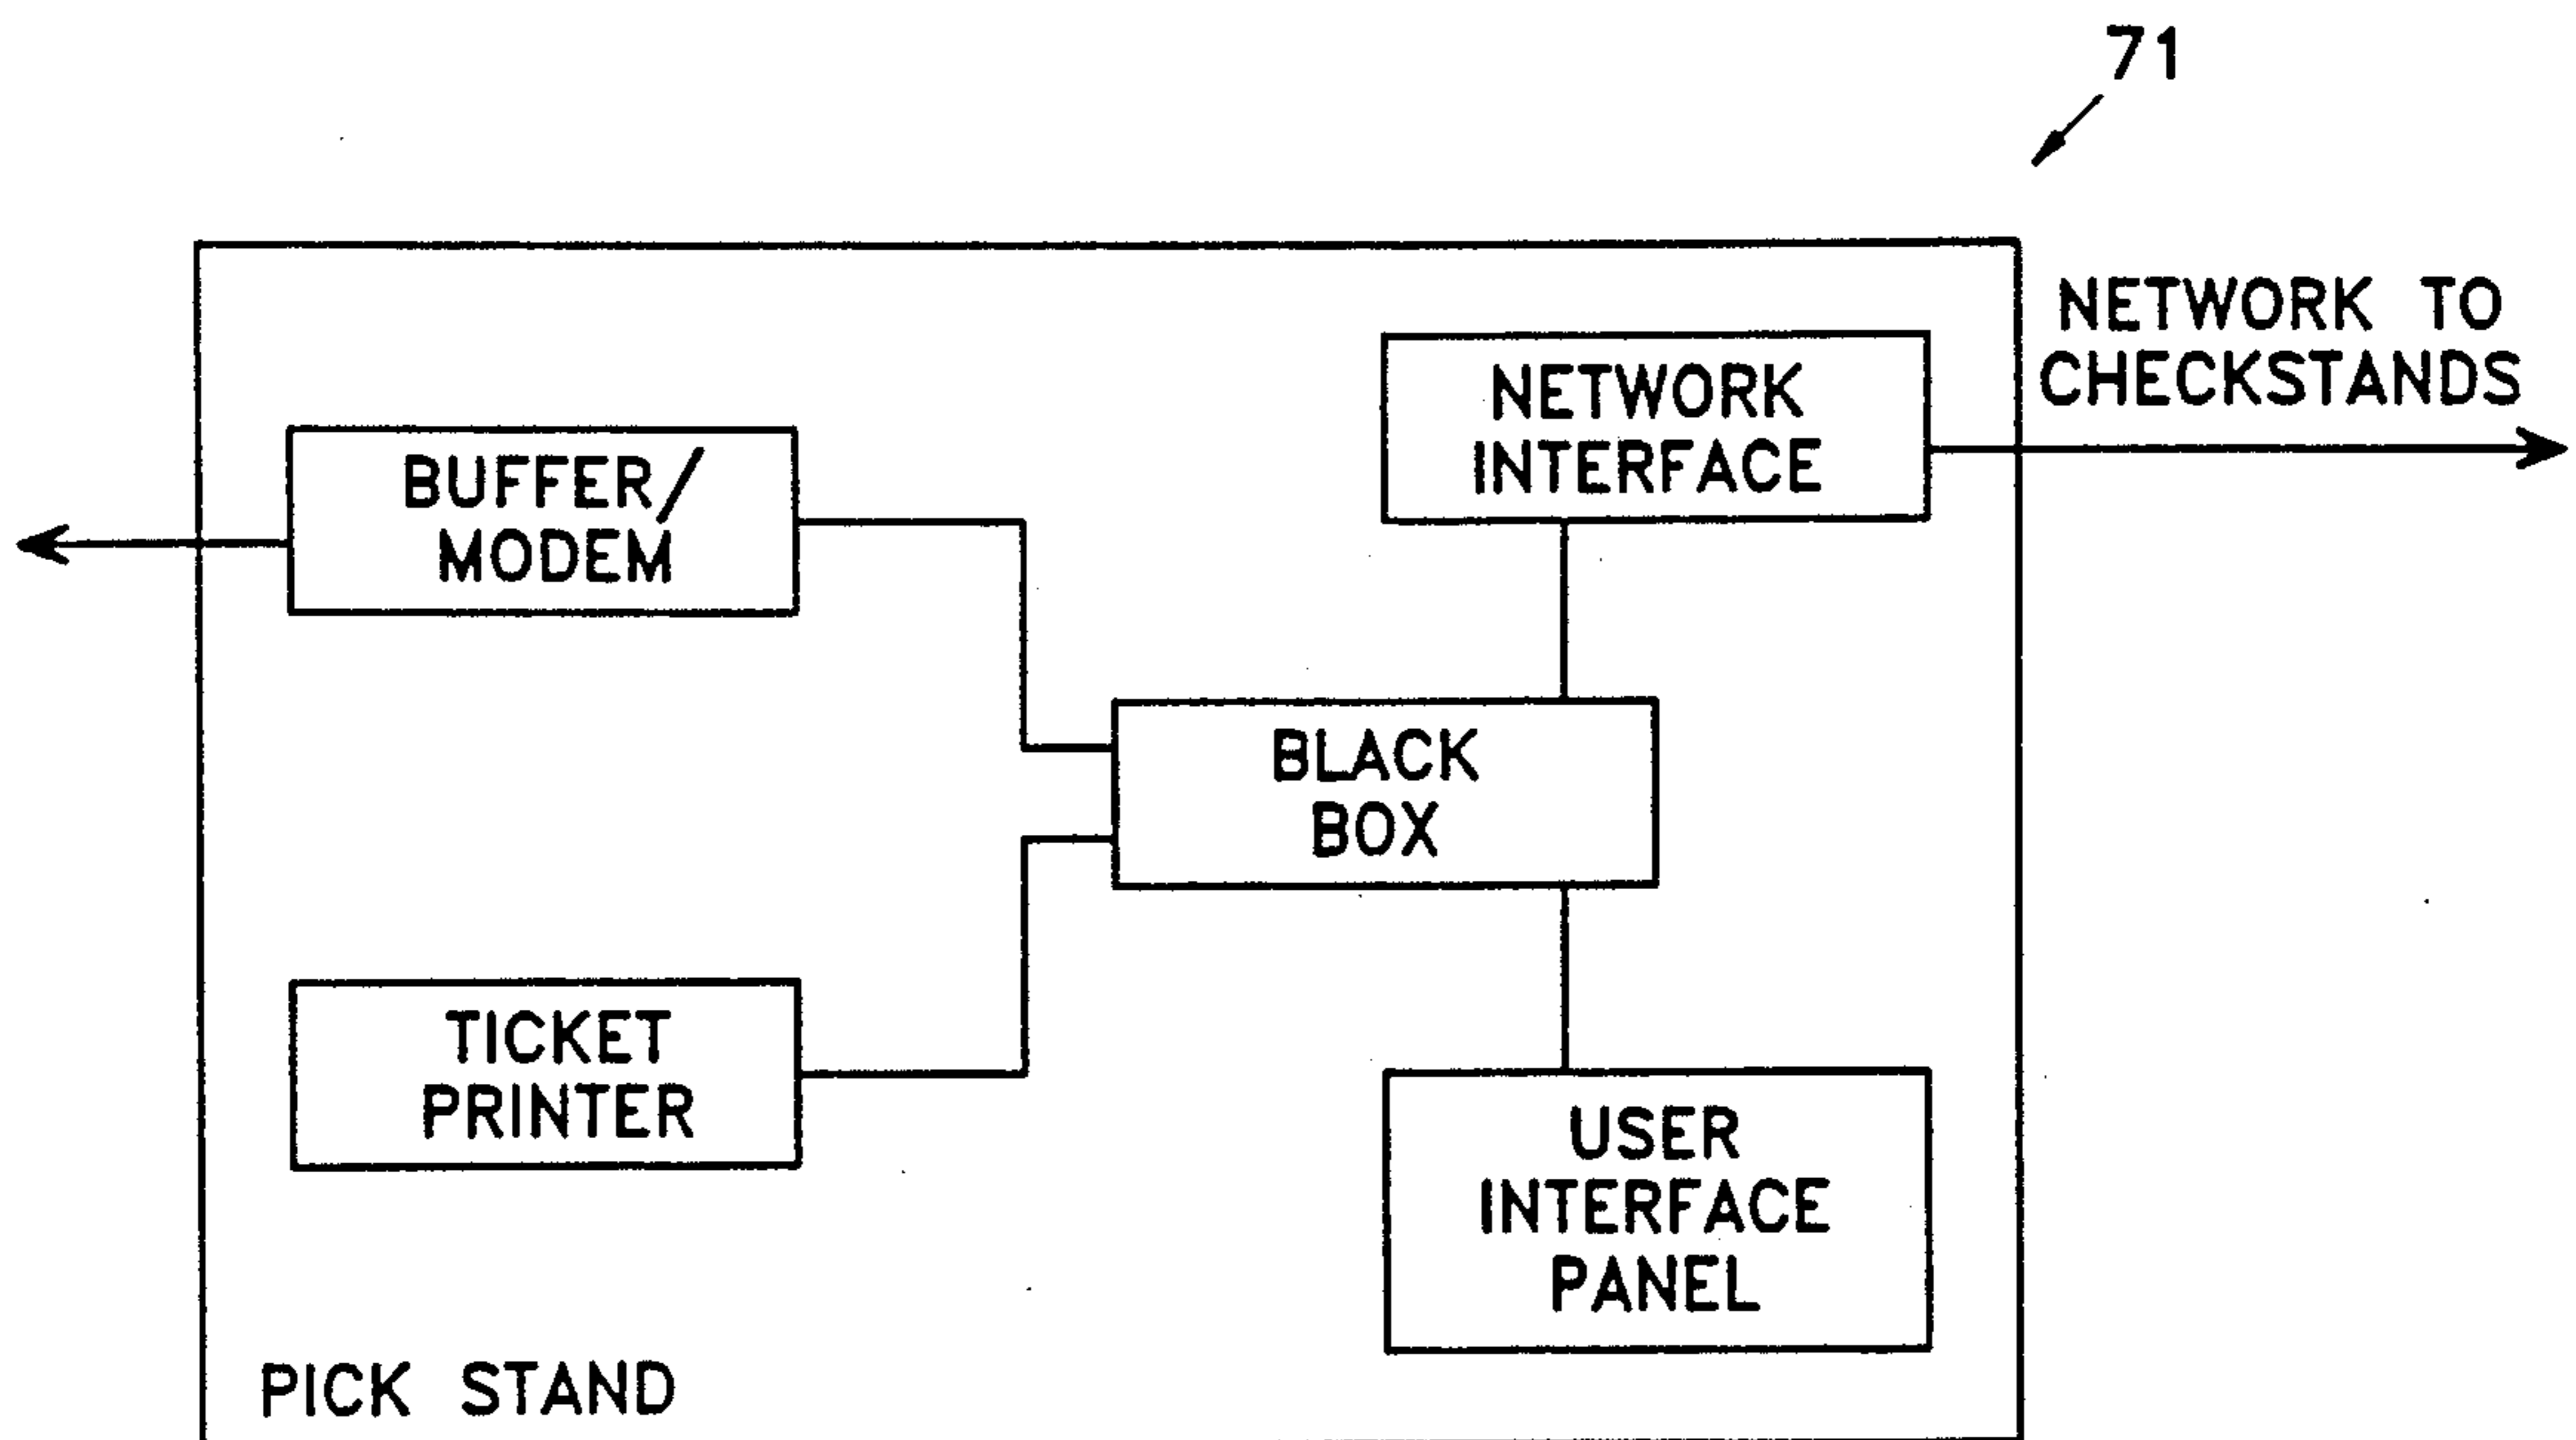 71
NETWORK TO
CHECKSTANDS
NETWORK
INTERFACE
BUFFER/
MODEM
BLACK
BOX
TICKET
PRINTER
USER
INTERFACE
PANEL
PICK STAND